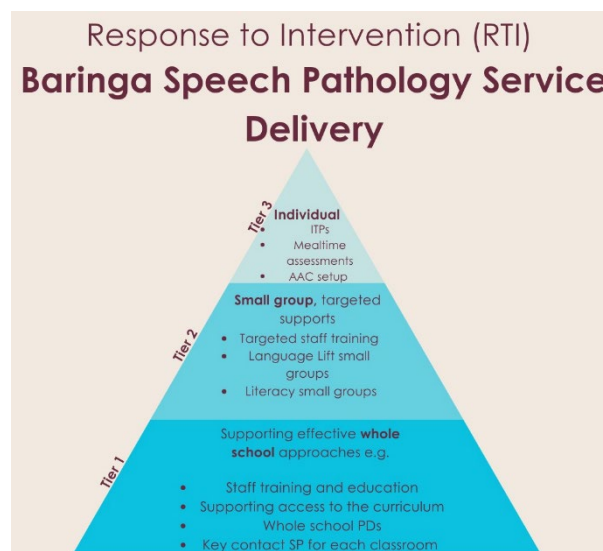 Response to Intervention (RTI)
Baringa Speech Pathology Service
Delivery
Tier 3
Individual
• ITPs
• Mealtime
assessments
• AAC setup
Tier 2
Small group, targeted
supports
• Targeted staff training
• Language Lift small
groups
• Literacy small groups
Tier 1
Supporting effective whole
school approaches e.g.
• Staff training and education
• Supporting access to the curriculum
• Whole school PDs
• Key contact SP for each classroom